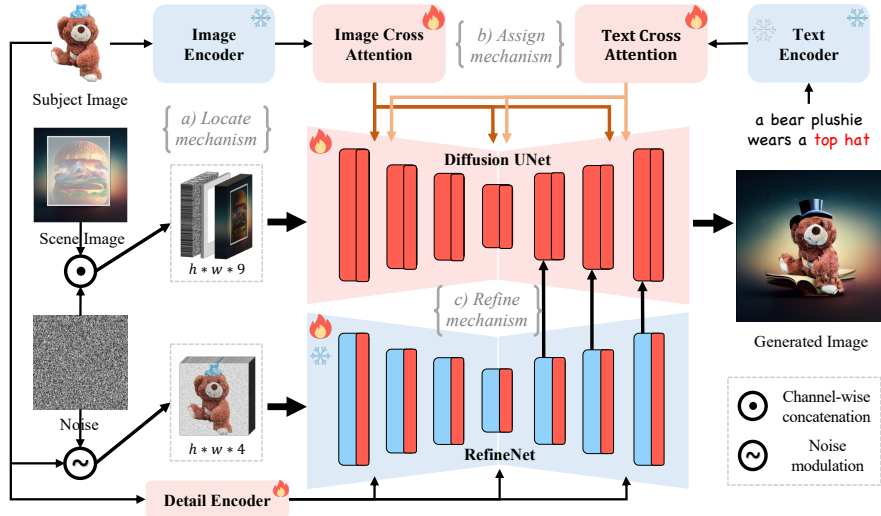 Image
Encoder
Image Cross
Attention
b) Assign
mechanism
Text Cross
Attention
Text
Encoder
Subject Image
a) Locate
mechanism
a bear plushie
wears a top hat
Diffusion UNet
Scene Image
h * w * 9
c) Refine
mechanism
Generated Image
Noise
h * w * 4
RefineNet
Channel-wise
concatenation
Noise
modulation
Detail Encoder